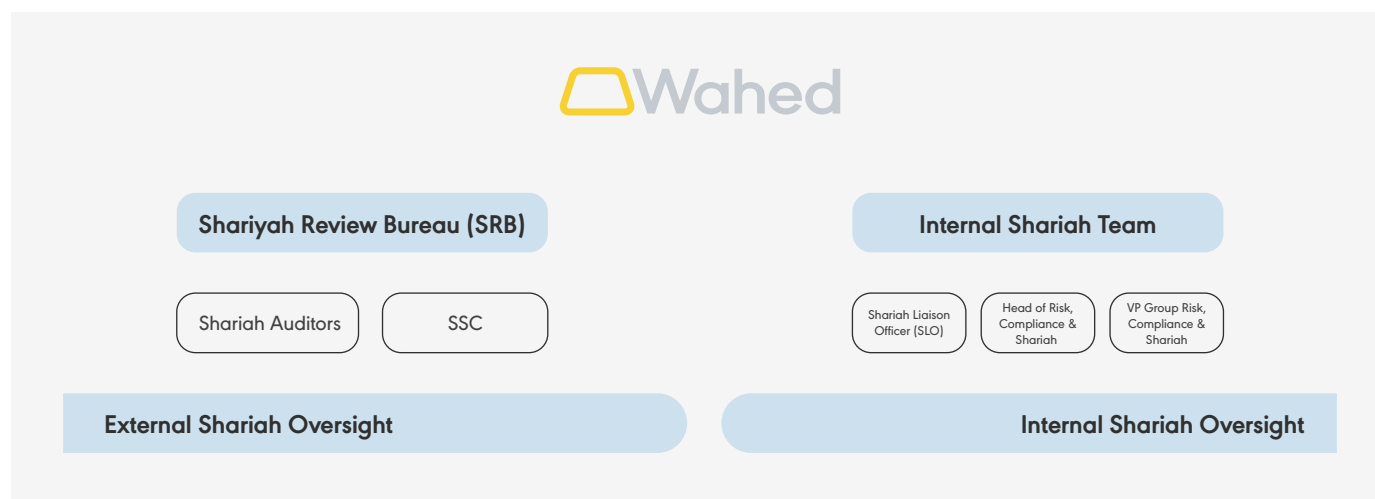 Wahed
Shariyah Review Bureau (SRB)
Internal Shariah Team
Shariah Auditors
SSC
Shariah Liaison
Officer (SLO)
Head of Risk,
Compliance &
Shariah
VP Group Risk,
Compliance &
Shariah
External Shariah Oversight
Internal Shariah Oversight